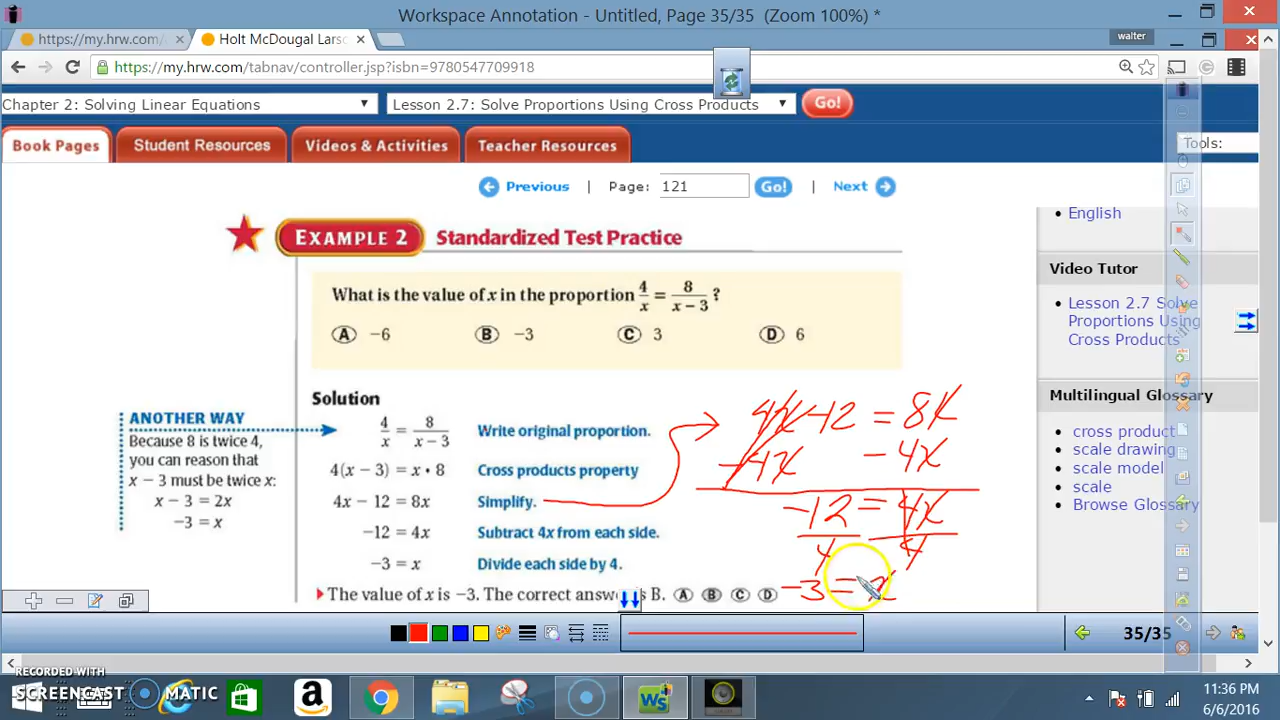 Workspace Annotation - Untitled, Page 35/35 (Zoom 100%) *
https://my.hrw.com/ ×
Holt McDougal Lars ×
walter
https://my.hrw.com/tabnav/controller.jsp?isbn=9780547709918
Chapter 2: Solving Linear Equations
Lesson 2.7: Solve Proportions Using Cross Products
Go!
Book Pages
Student Resources
Videos & Activities
Teacher Resources
Tools:
Previous | Page: 121 Go! | Next
EXAMPLE 2 Standardized Test Practice
What is the value of x in the proportion 4/x = 8/(x − 3)?
A −6 B −3 C 3 D 6
Solution
4/x = 8/(x − 3) Write original proportion.
4(x − 3) = x • 8 Cross products property
4x − 12 = 8x Simplify.
−12 = 4x Subtract 4x from each side.
−3 = x Divide each side by 4.
The value of x is −3. The correct answ s B. A B C D
ANOTHER WAY
Because 8 is twice 4,
you can reason that
x − 3 must be twice x:
x − 3 = 2x
−3 = x
4x -12 = 8x
-4x -4x
-12 = 4x
4 4
-3 = x
English
Video Tutor
Lesson 2.7 Solve
Proportions Using
Cross Products
Multilingual Glossary
cross product
scale drawing
scale model
scale
Browse Glossary
35/35
RECORDED WITH
SCREENCAST MATIC
WS
11:36 PM
6/6/2016